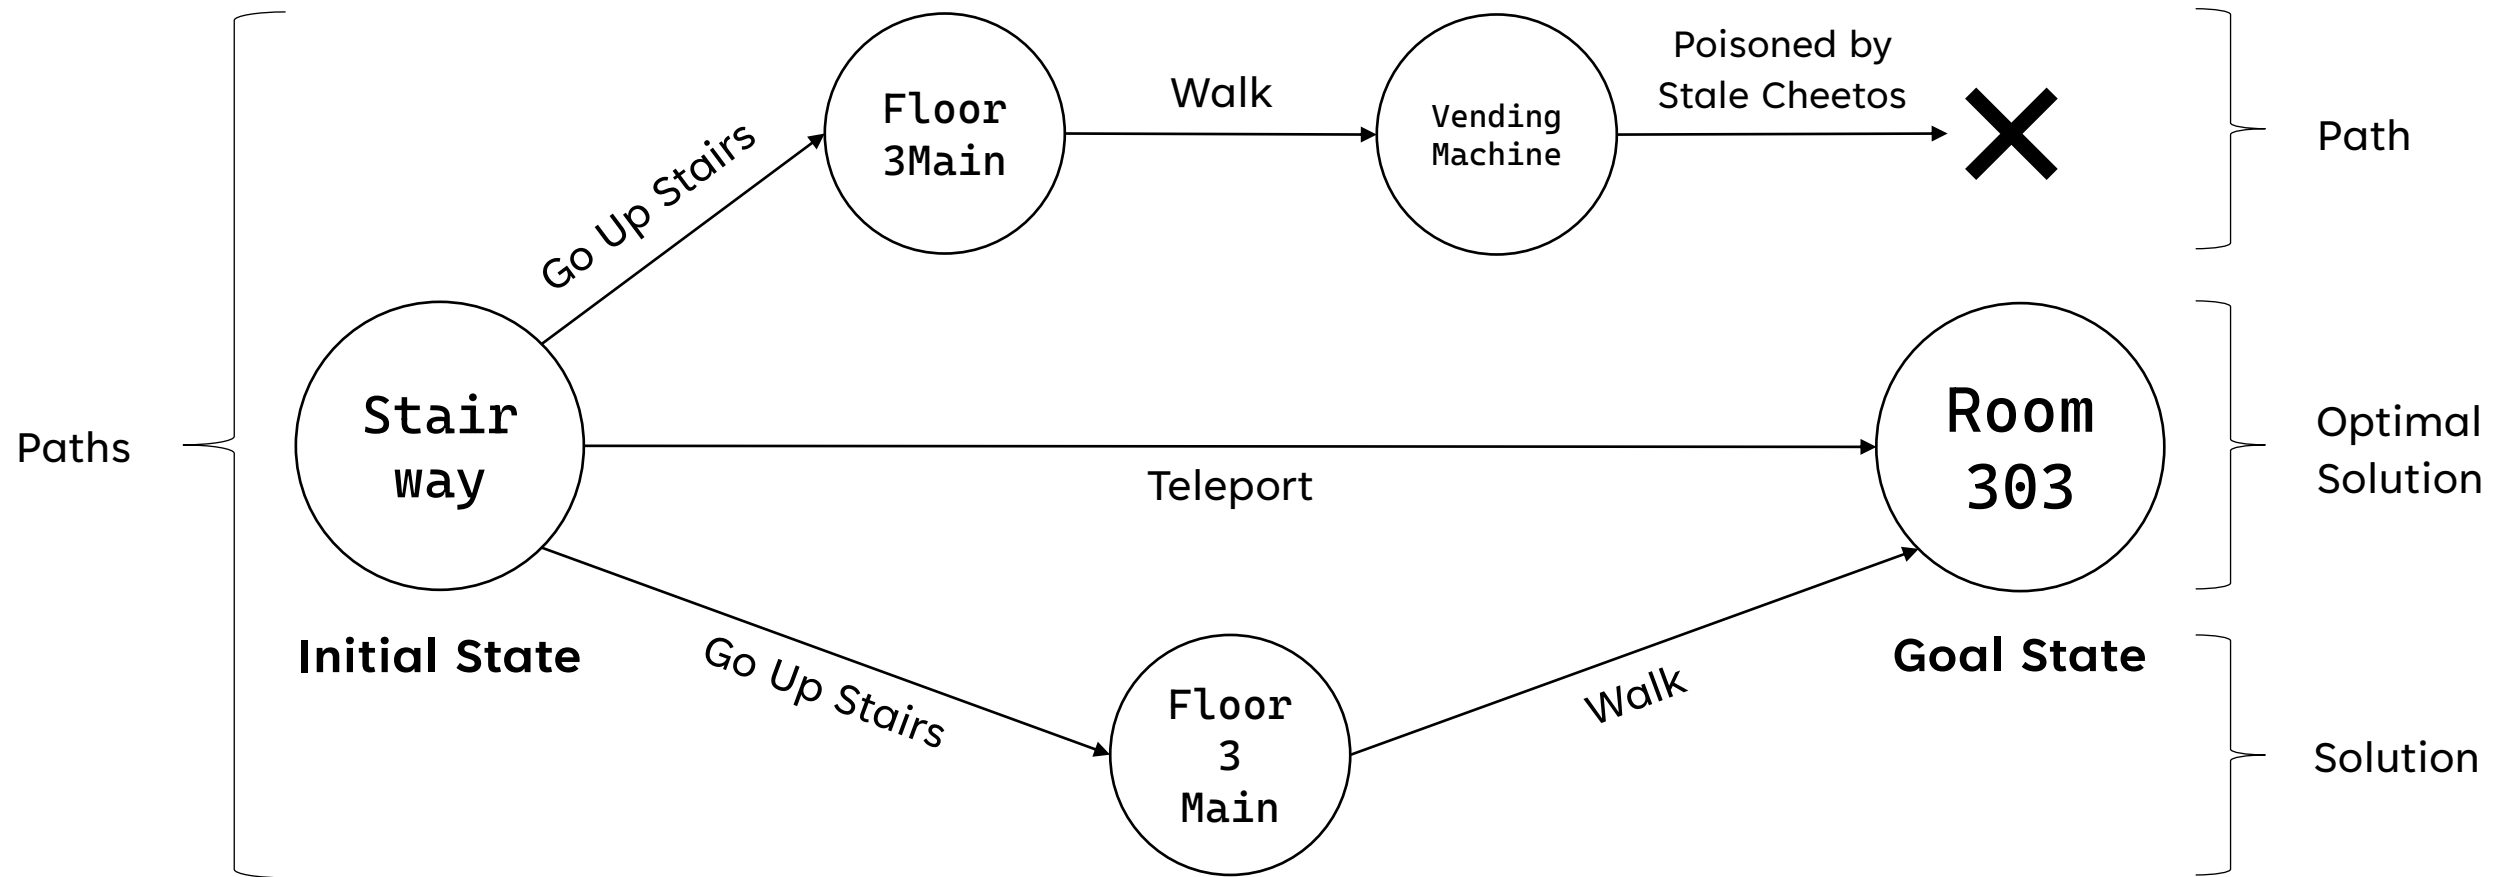 Floor
3Main
Walk
Vending
Machine
Poisoned by
Stale Cheetos
Path
Go Up Stairs
Paths
Stair
way
Initial State
Teleport
Room
303
Goal State
Optimal
Solution
Go Up Stairs
Floor
3
Main
Walk
Solution